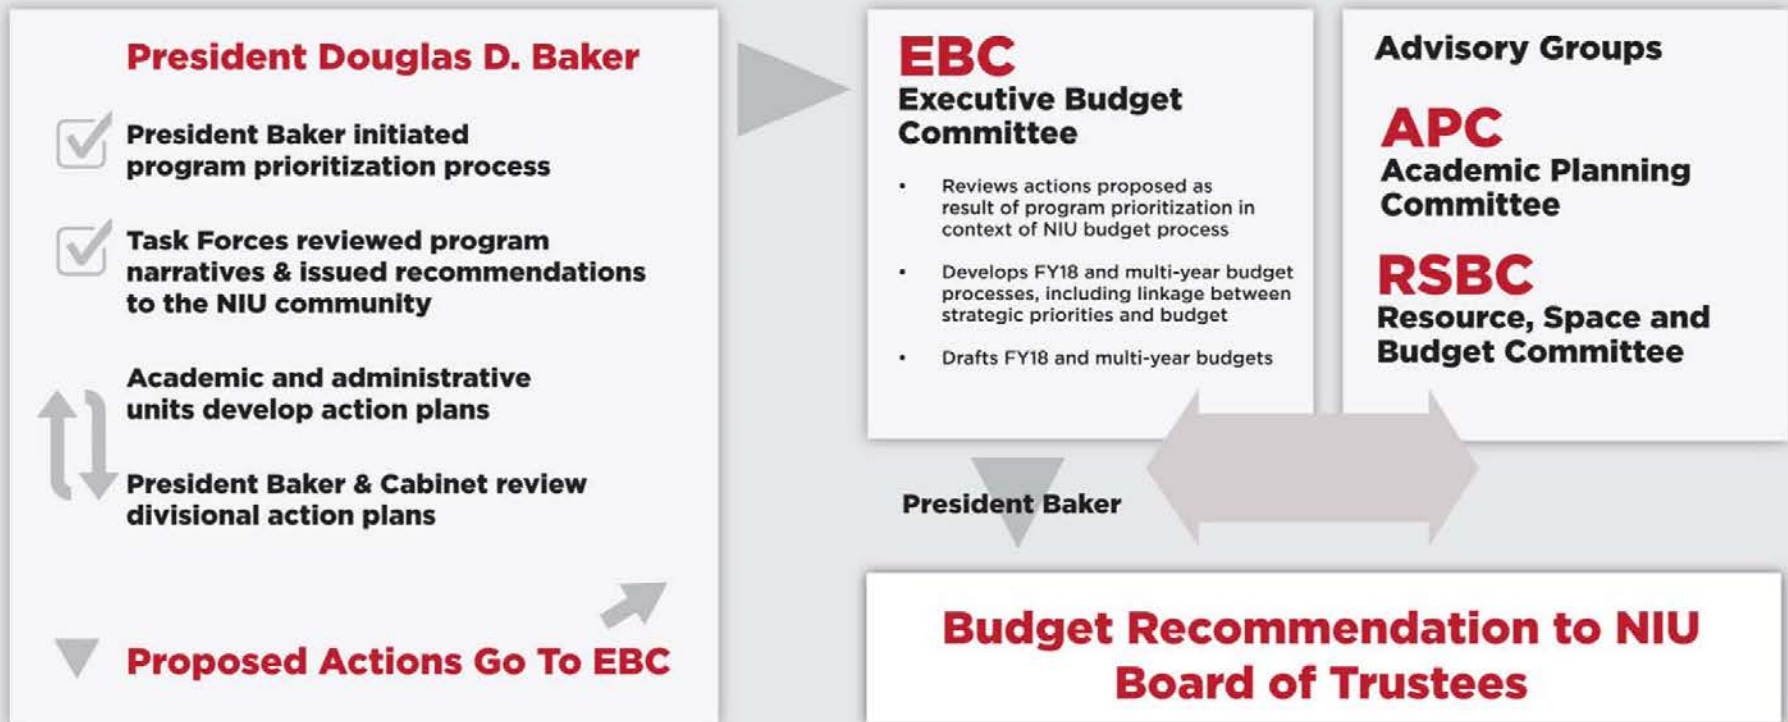 President Douglas D. Baker
President Baker initiated
program prioritization process
Task Forces reviewed program
narratives & issued recommendations
to the NIU community
Academic and administrative
units develop action plans
President Baker & Cabinet review
divisional action plans
Proposed Actions Go To EBC
EBC
Executive Budget
Committee
• Reviews actions proposed as
result of program prioritization in
context of NIU budget process
• Develops FY18 and multi-year budget
processes, including linkage between
strategic priorities and budget
• Drafts FY18 and multi-year budgets
Advisory Groups
APC
Academic Planning
Committee
RSBC
Resource, Space and
Budget Committee
President Baker
Budget Recommendation to NIU
Board of Trustees